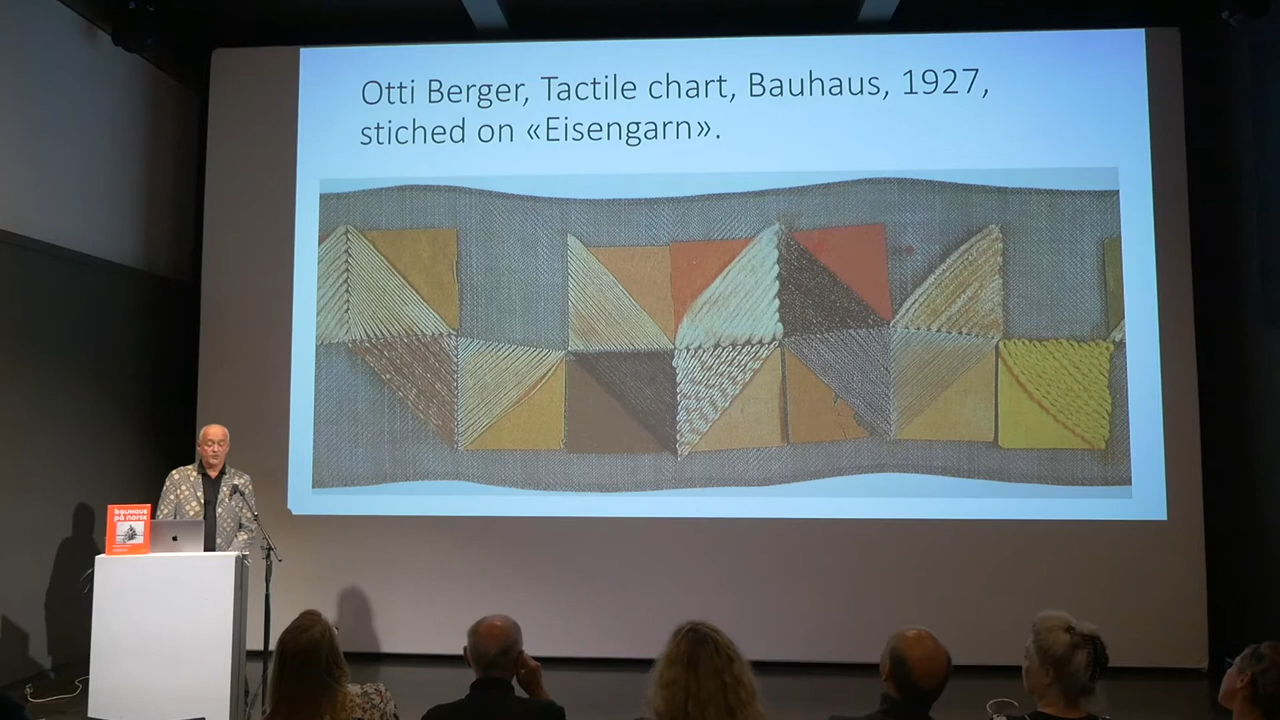 Otti Berger, Tactile chart, Bauhaus, 1927,
stiched on «Eisengarn».
bauhaus
på norsk